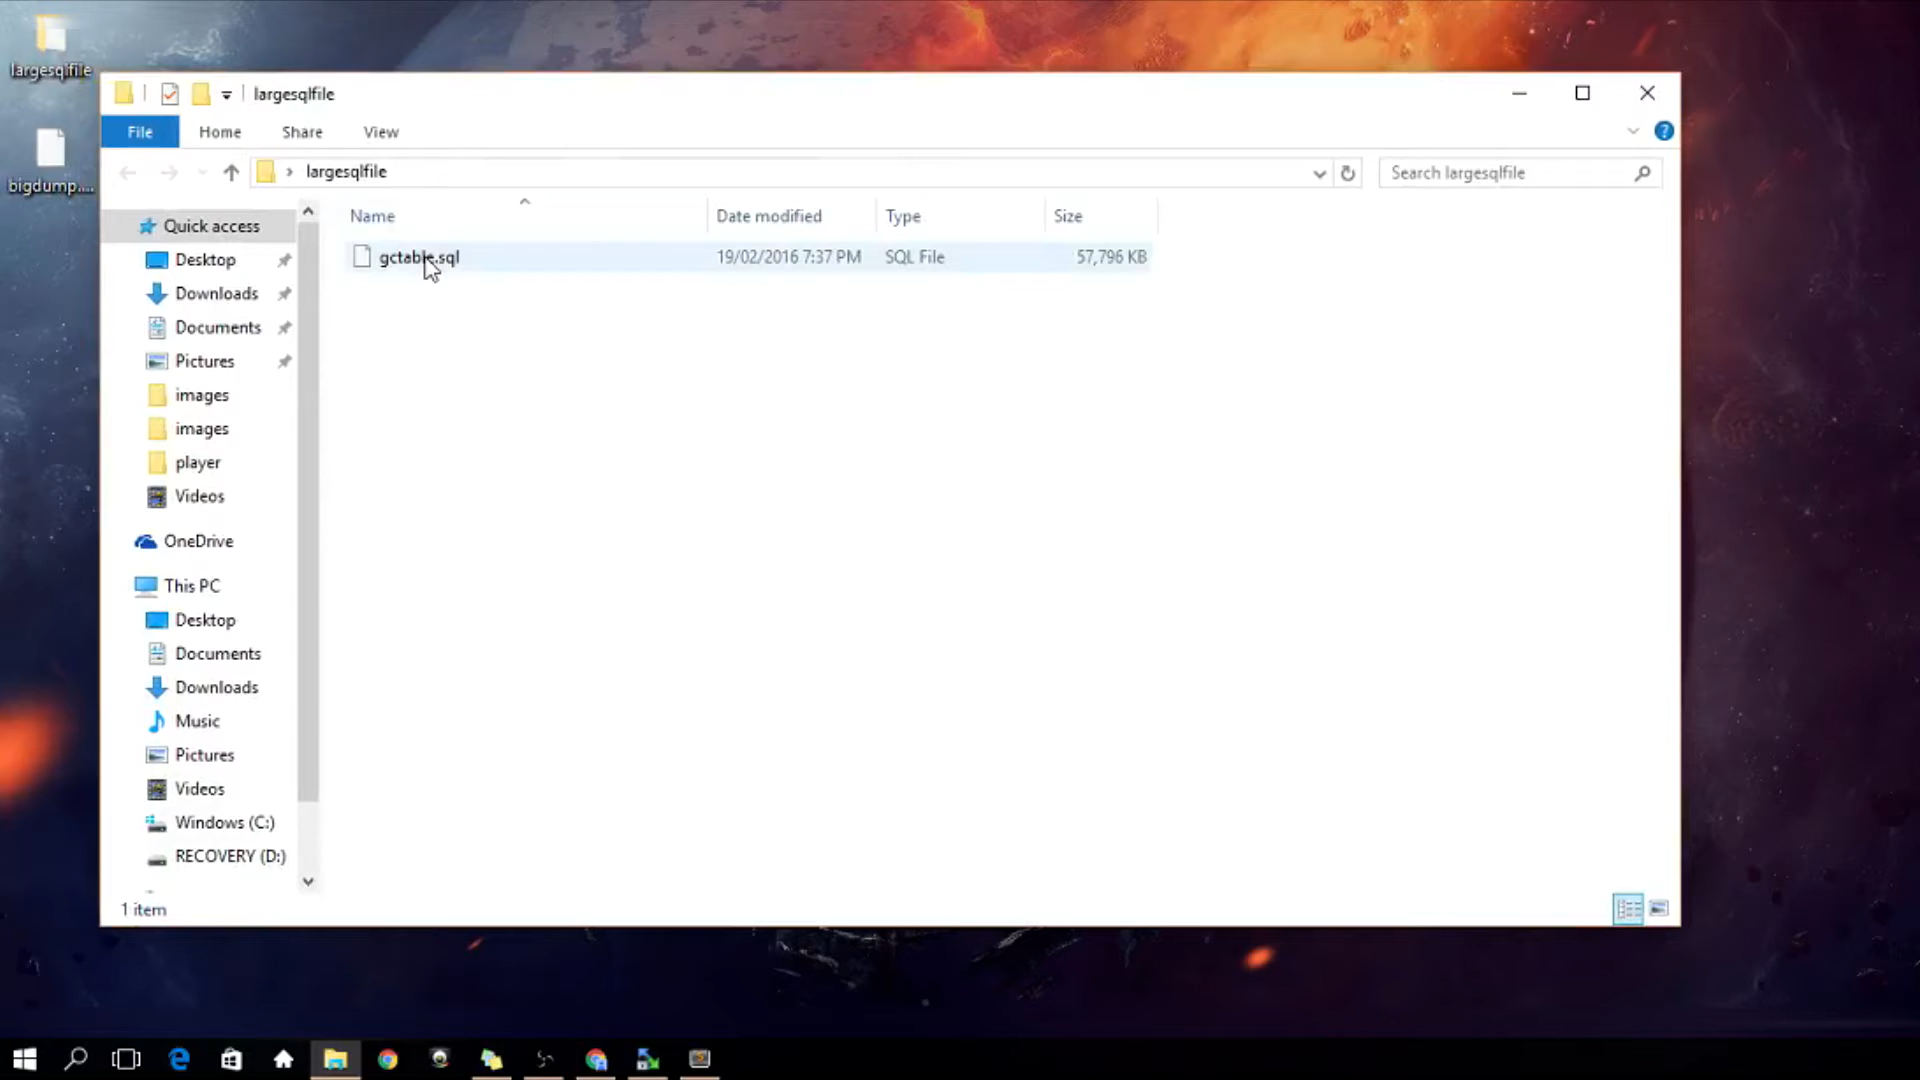 largesqlfile
bigdump....
largesqlfile
File Home Share View
largesqlfile
Search largesqlfile
Name Date modified Type Size
gctable.sql 19/02/2016 7:37 PM SQL File 57,796 KB
Quick access
Desktop
Downloads
Documents
Pictures
images
images
player
Videos
OneDrive
This PC
Desktop
Documents
Downloads
Music
Pictures
Videos
Windows (C:)
RECOVERY (D:)
1 item